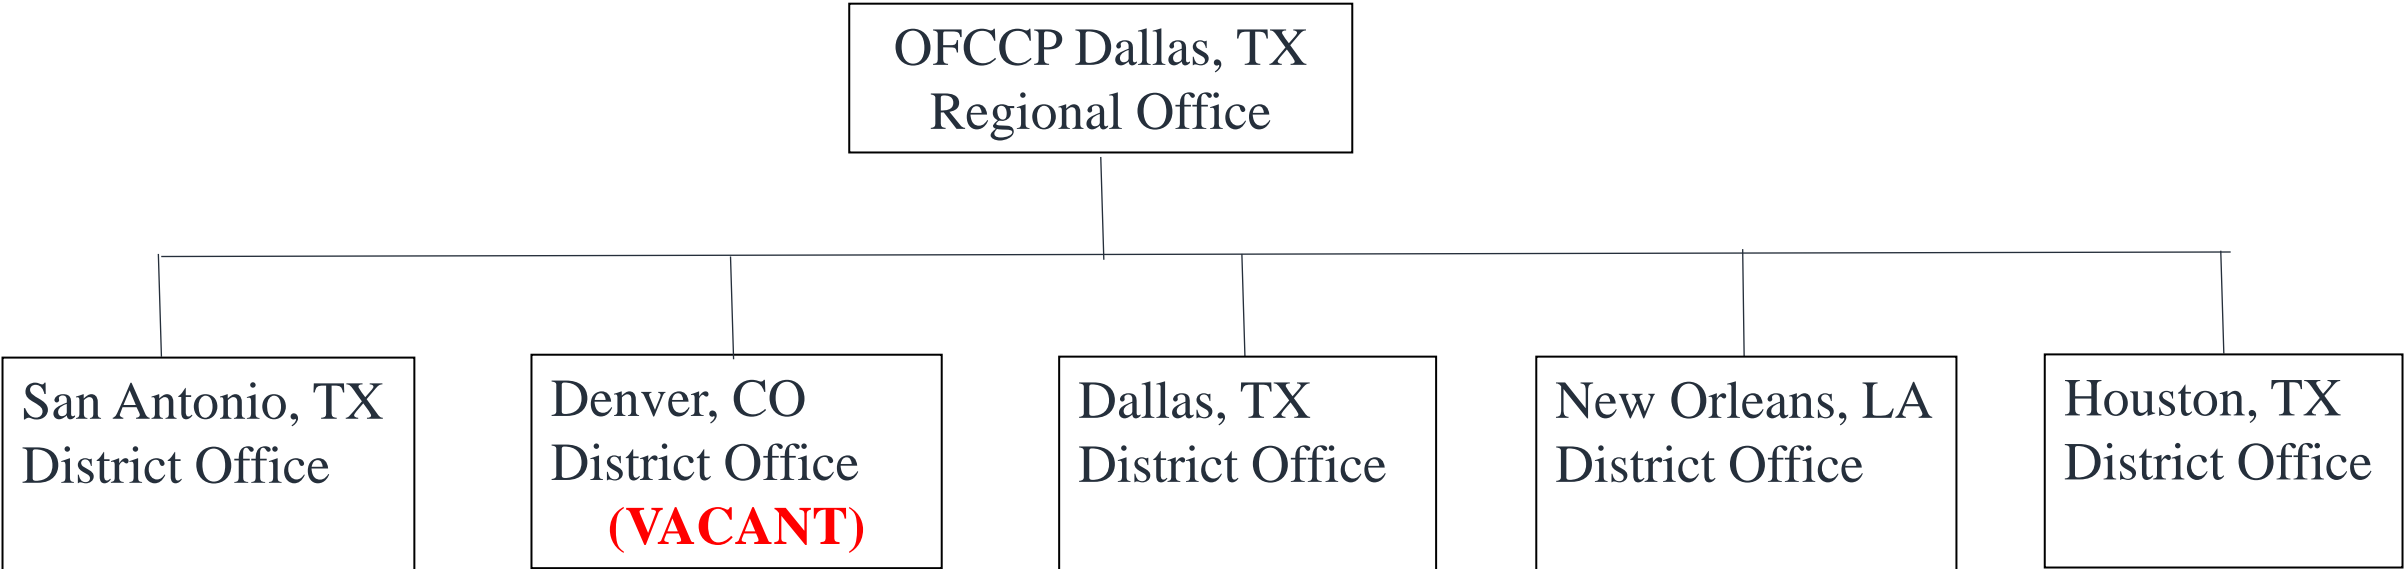 OFCCP Dallas, TX
Regional Office
San Antonio, TX
District Office
Denver, CO
District Office
(VACANT)
Dallas, TX
District Office
New Orleans, LA
District Office
Houston, TX
District Office